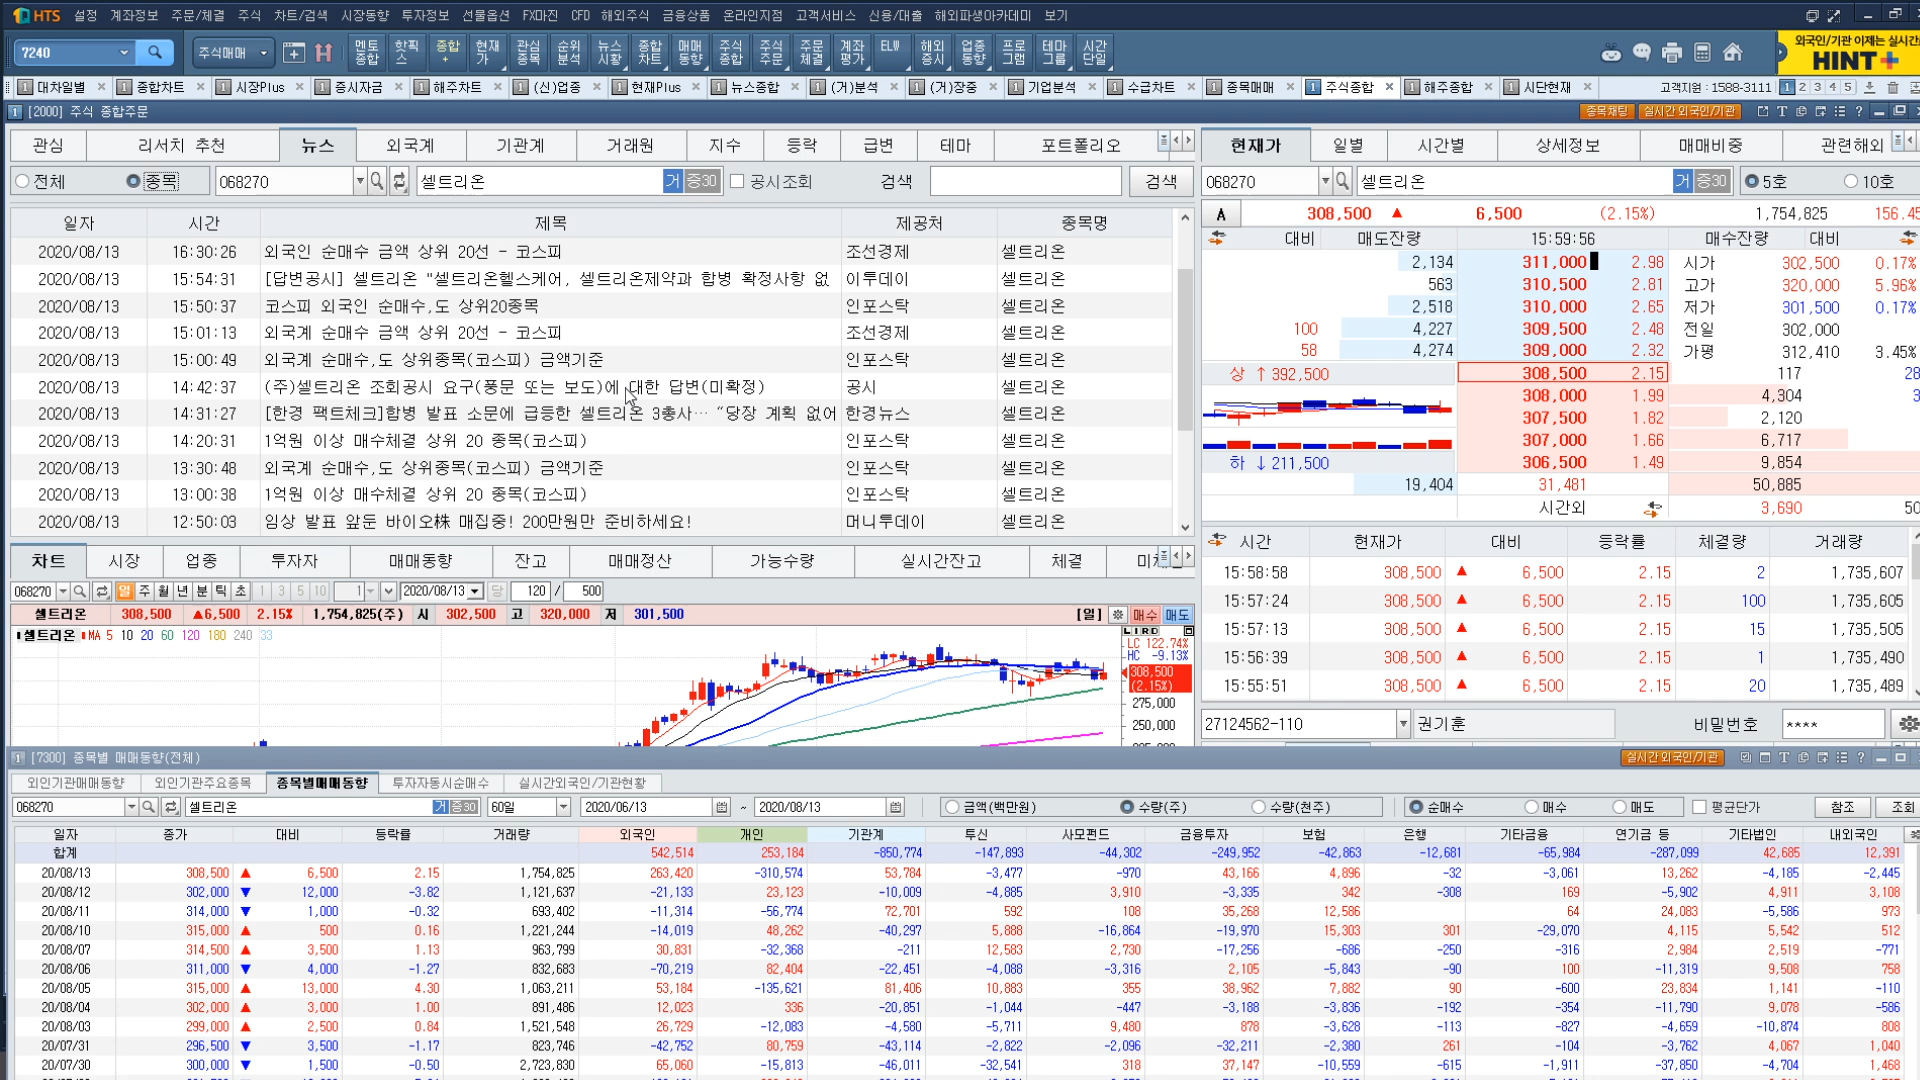 HTS 설정 계좌정보 주문/체결 주식 차트/검색 시장동향 투자정보 선물옵션 FX마진 CFD 해외주식 금융상품 온라인지점 고객서비스 신용/대출 해외파생아카데미 보기
7240 주식매매 멘토종합 핫픽스 종합+ 현재가 관심종목 순위분석 뉴스시황 종합차트 매매동향 주식종합 주식주문 주문체결 계좌평가 ELW 해외증시 업종동향 프로그램 테마그룹 시간단일
외국인/기관 이제는 실시간
HINT+
1 대차일별 1 종합차트 1 시장Plus 1 증시자금 1 해주차트 1 (신)업종 1 현재Plus 1 뉴스종합 1 (거)분석 1 (거)장중 1 기업분석 1 수급차트 1 종목매매 1 주식종합 1 해주종합 1 시단현재 고객지원 : 1588-3111 1 2 3 4 5
1 [2000] 주식 종합주문 종목채팅 실시간 외국인/기관
관심 리서치 추천 뉴스 외국계 기관계 거래원 지수 등락 급변 테마 포트폴리오
전체 종목 068270 셀트리온 거 증30 공시조회 검색 검색
일자 시간 제목 제공처 종목명
2020/08/13 16:30:26 외국인 순매수 금액 상위 20선 - 코스피 조선경제 셀트리온
2020/08/13 15:54:31 [답변공시] 셀트리온 "셀트리온헬스케어, 셀트리온제약과 합병 확정사항 없 이투데이 셀트리온
2020/08/13 15:50:37 코스피 외국인 순매수,도 상위20종목 인포스탁 셀트리온
2020/08/13 15:01:13 외국계 순매수 금액 상위 20선 - 코스피 조선경제 셀트리온
2020/08/13 15:00:49 외국계 순매수,도 상위종목(코스피) 금액기준 인포스탁 셀트리온
2020/08/13 14:42:37 (주)셀트리온 조회공시 요구(풍문 또는 보도)에 대한 답변(미확정) 공시 셀트리온
2020/08/13 14:31:27 [한경 팩트체크]합병 발표 소문에 급등한 셀트리온 3총사… “당장 계획 없어 한경뉴스 셀트리온
2020/08/13 14:20:31 1억원 이상 매수체결 상위 20 종목(코스피) 인포스탁 셀트리온
2020/08/13 13:30:48 외국계 순매수,도 상위종목(코스피) 금액기준 인포스탁 셀트리온
2020/08/13 13:00:38 1억원 이상 매수체결 상위 20 종목(코스피) 인포스탁 셀트리온
2020/08/13 12:50:03 임상 발표 앞둔 바이오株 매집중! 200만원만 준비하세요! 머니투데이 셀트리온
차트 시장 업종 투자자 매매동향 잔고 매매정산 가능수량 실시간잔고 체결
068270 일 주 월 년 분 틱 초 1 3 5 10 1 2020/08/13 당 120 / 500
셀트리온 308,500 ▲6,500 2.15% 1,754,825(주) 시 302,500 고 320,000 저 301,500 [일] 매수 매도
셀트리온 MA 5 10 20 60 120 180 240 33
LC 122.74%
HC -9.13%
308,500
(2.15%)
275,000
250,000
현재가 일별 시간별 상세정보 매매비중 관련해외
068270 셀트리온 거 증30 5호 10호
A 308,500 ▲ 6,500 (2.15%) 1,754,825 156.45
대비 매도잔량 15:59:56 매수잔량 대비
2,134 311,000 2.98 시가 302,500 0.17%
563 310,500 2.81 고가 320,000 5.96%
2,518 310,000 2.65 저가 301,500 0.17%
100 4,227 309,500 2.48 전일 302,000
58 4,274 309,000 2.32 가평 312,410 3.45%
상 ↑ 392,500 308,500 2.15 117 28
308,000 1.99 4,304 3
307,500 1.82 2,120
307,000 1.66 6,717
하 ↓ 211,500 306,500 1.49 9,854
19,404 31,481 50,885
시간외 3,690 50
시간 현재가 대비 등락률 체결량 거래량
15:58:58 308,500 ▲ 6,500 2.15 2 1,735,607
15:57:24 308,500 ▲ 6,500 2.15 100 1,735,605
15:57:13 308,500 ▲ 6,500 2.15 15 1,735,505
15:56:39 308,500 ▲ 6,500 2.15 1 1,735,490
15:55:51 308,500 ▲ 6,500 2.15 20 1,735,489
27124562-110 권기훈 비밀번호 ****
1 [7300] 종목별 매매동향(전체) 실시간 외국인/기관
외인기관매매동향 외인기관주요종목 종목별매매동향 투자자동시순매수 실시간외국인/기관현황
068270 셀트리온 거 증30 60일 2020/06/13 ~ 2020/08/13 금액(백만원) 수량(주) 수량(천주) 순매수 매수 매도 평균단가 참조 조회
일자 종가 대비 등락률 거래량 외국인 개인 기관계 투신 사모펀드 금융투자 보험 은행 기타금융 연기금 등 기타법인 내외국인
합계 542,514 253,184 -850,774 -147,893 -44,302 -249,952 -42,863 -12,681 -65,984 -287,099 42,685 12,391
20/08/13 308,500 ▲ 6,500 2.15 1,754,825 263,420 -310,574 53,784 -3,477 -970 43,166 4,896 -32 -3,061 13,262 -4,185 -2,445
20/08/12 302,000 ▼ 12,000 -3.82 1,121,637 -21,133 23,123 -10,009 -4,885 3,910 -3,335 342 -308 169 -5,902 4,911 3,108
20/08/11 314,000 ▼ 1,000 -0.32 693,402 -11,314 -56,774 72,701 592 108 35,268 12,586 64 24,083 -5,586 973
20/08/10 315,000 ▲ 500 0.16 1,221,244 -14,019 48,262 -40,297 5,888 -16,864 -19,970 15,303 301 -29,070 4,115 5,542 512
20/08/07 314,500 ▲ 3,500 1.13 963,799 30,831 -32,368 -211 12,583 2,730 -17,256 -686 -250 -316 2,984 2,519 -771
20/08/06 311,000 ▼ 4,000 -1.27 832,683 -70,219 82,404 -22,451 -4,088 -3,316 2,105 -5,843 -90 100 -11,319 9,508 758
20/08/05 315,000 ▲ 13,000 4.30 1,063,211 53,184 -135,621 81,406 10,883 355 38,962 7,882 90 -600 23,834 1,141 -110
20/08/04 302,000 ▲ 3,000 1.00 891,486 12,023 336 -20,851 -1,044 -447 -3,188 -3,836 -192 -354 -11,790 9,078 -586
20/08/03 299,000 ▲ 2,500 0.84 1,521,548 26,729 -12,083 -4,580 -5,711 9,480 878 -3,628 -113 -827 -4,659 -10,874 808
20/07/31 296,500 ▼ 3,500 -1.17 823,746 -42,752 80,759 -43,114 -2,822 -2,096 -32,211 -2,380 261 -104 -3,762 4,067 1,040
20/07/30 300,000 ▼ 1,500 -0.50 2,723,830 65,060 -15,813 -46,011 -32,541 318 37,147 -10,559 -615 -1,911 -37,850 -4,704 1,468